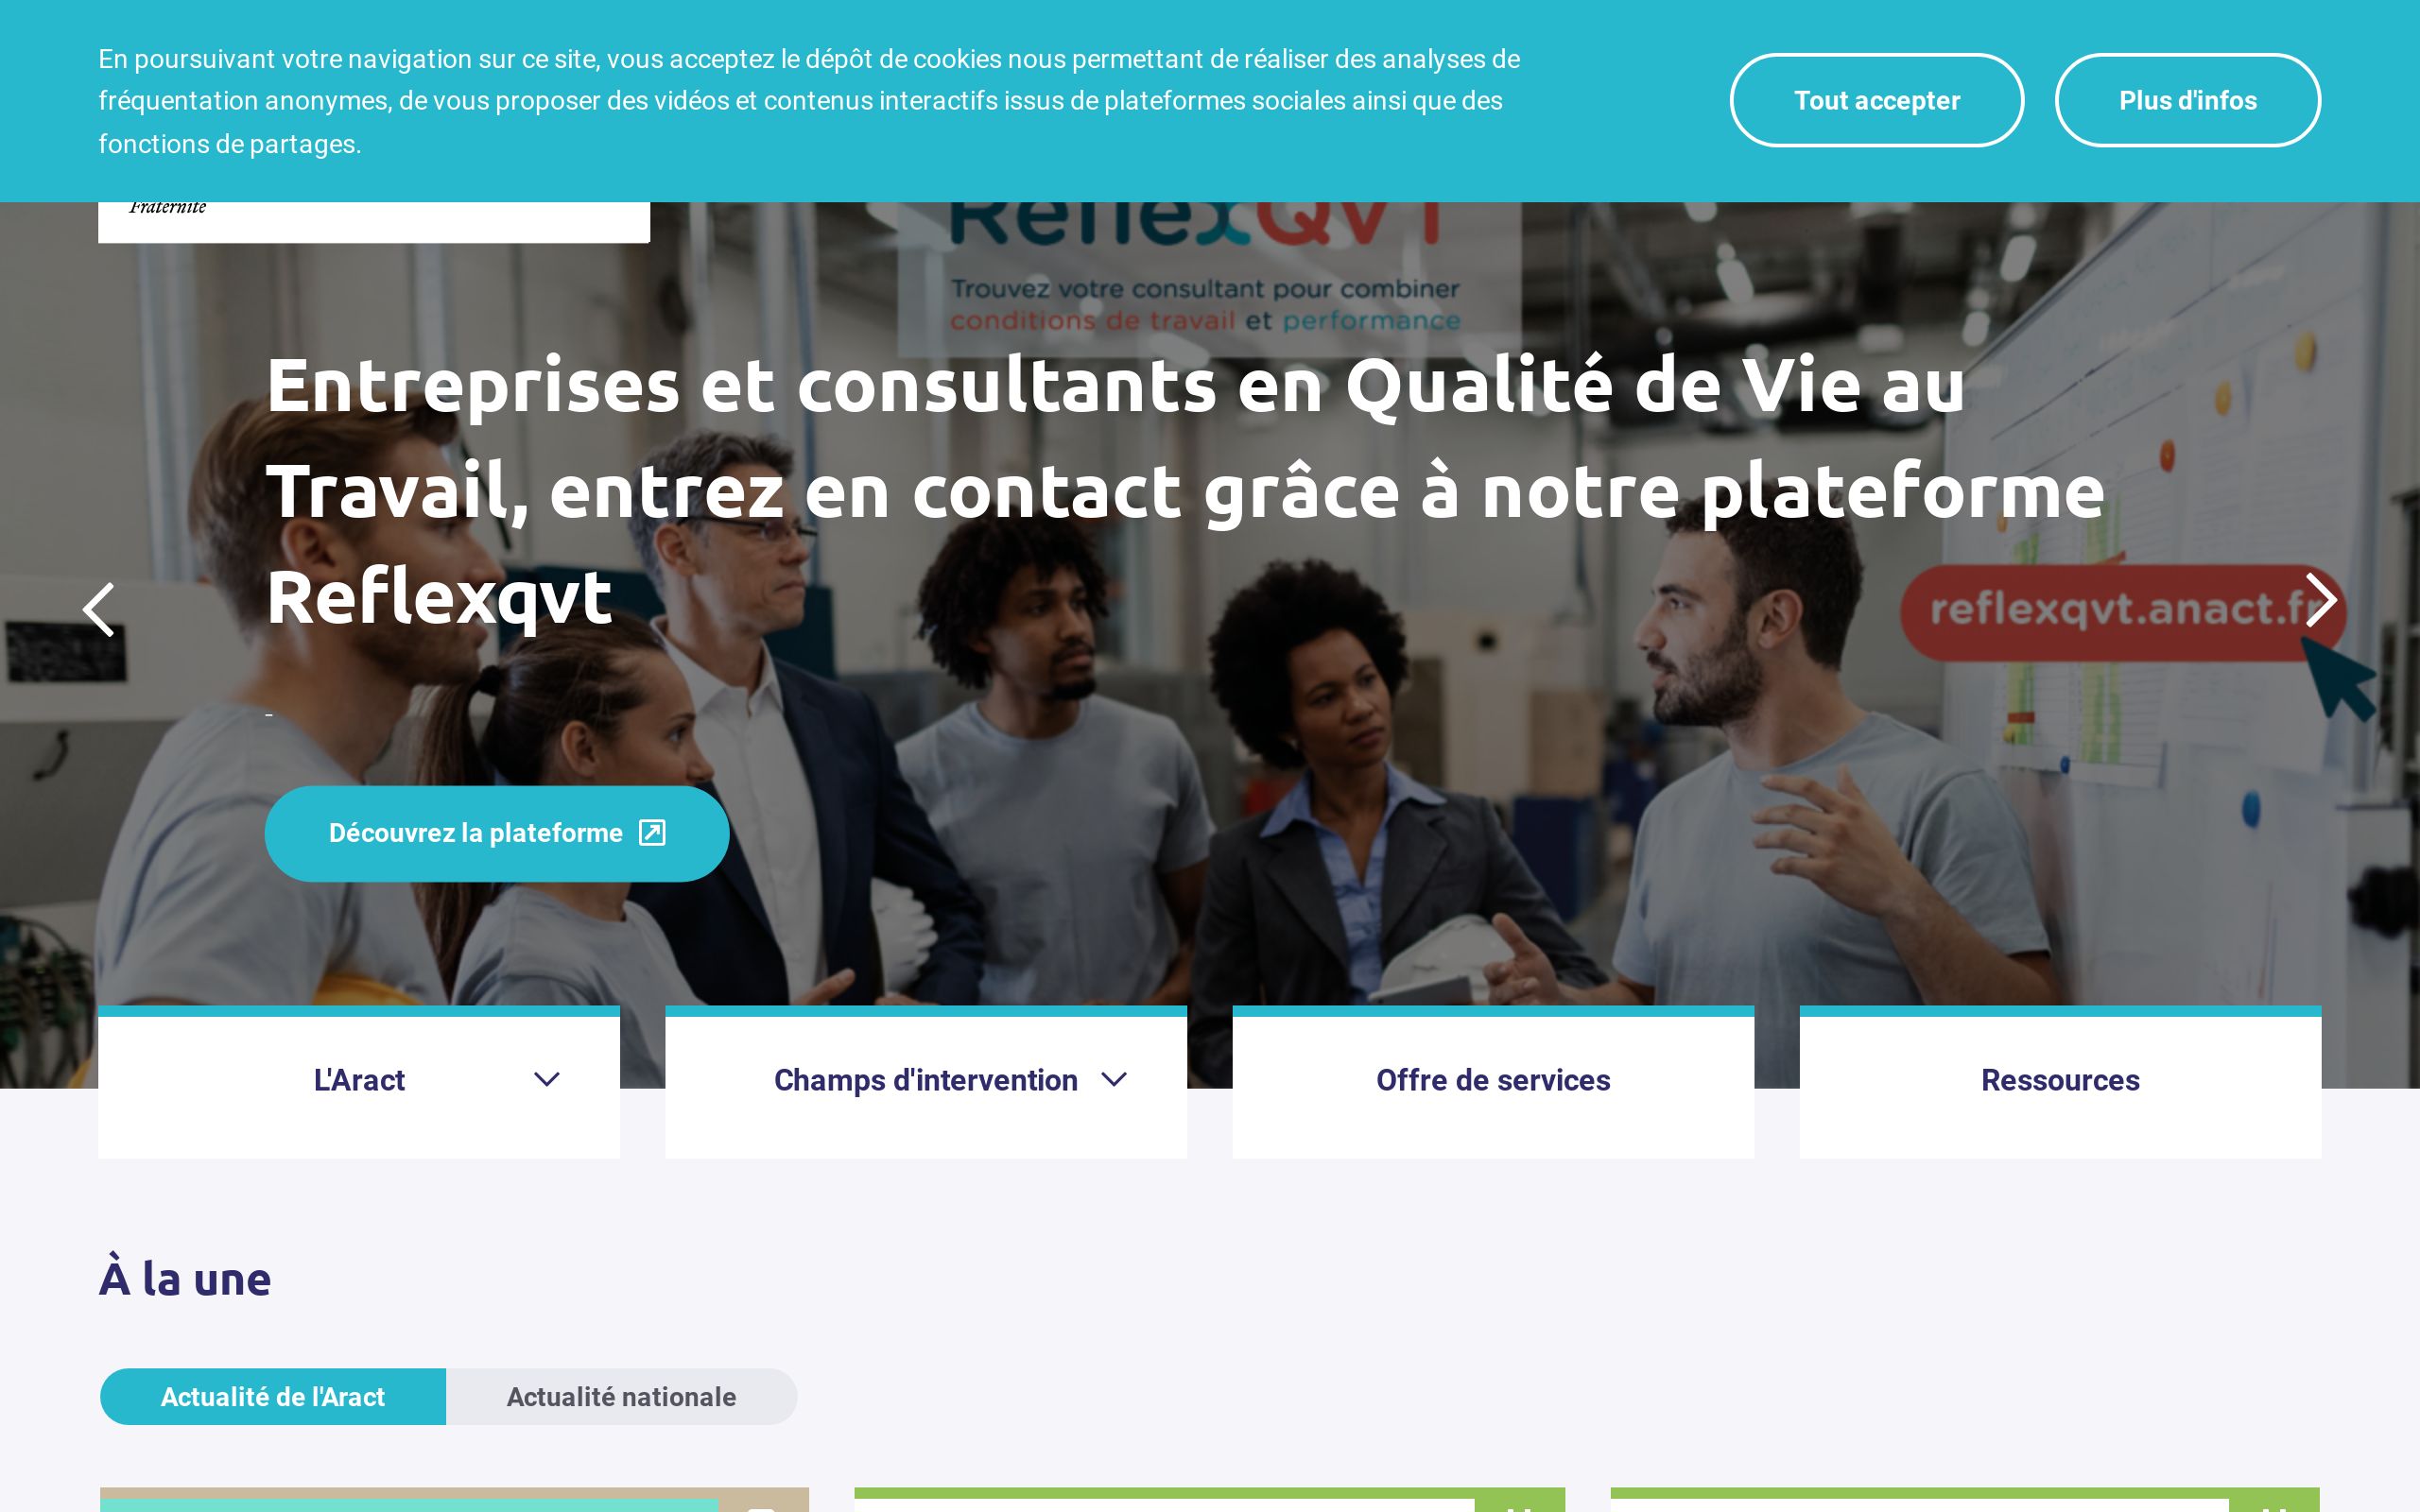 En poursuivant votre navigation sur ce site, vous acceptez le dépôt de cookies nous permettant de réaliser des analyses de
fréquentation anonymes, de vous proposer des vidéos et contenus interactifs issus de plateformes sociales ainsi que des
fonctions de partages.
Tout accepter
Plus d'infos
Fraternité
ReflexQVT
Trouvez votre consultant pour combiner
conditions de travail et performance
Entreprises et consultants en Qualité de Vie au
Travail, entrez en contact grâce à notre plateforme
Reflexqvt
reflexqvt.anact.fr
-
Découvrez la plateforme
L'Aract
Champs d'intervention
Offre de services
Ressources
À la une
Actualité de l'Aract
Actualité nationale